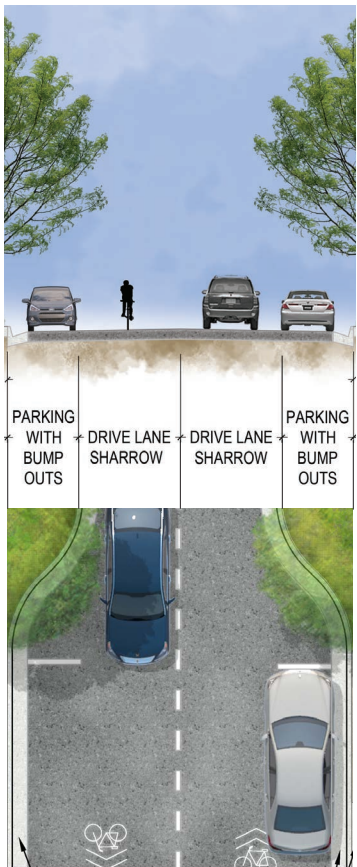 PARKING
WITH
BUMP
OUTS
DRIVE LANE
SHARROW
DRIVE LANE
SHARROW
PARKING
WITH
BUMP
OUTS